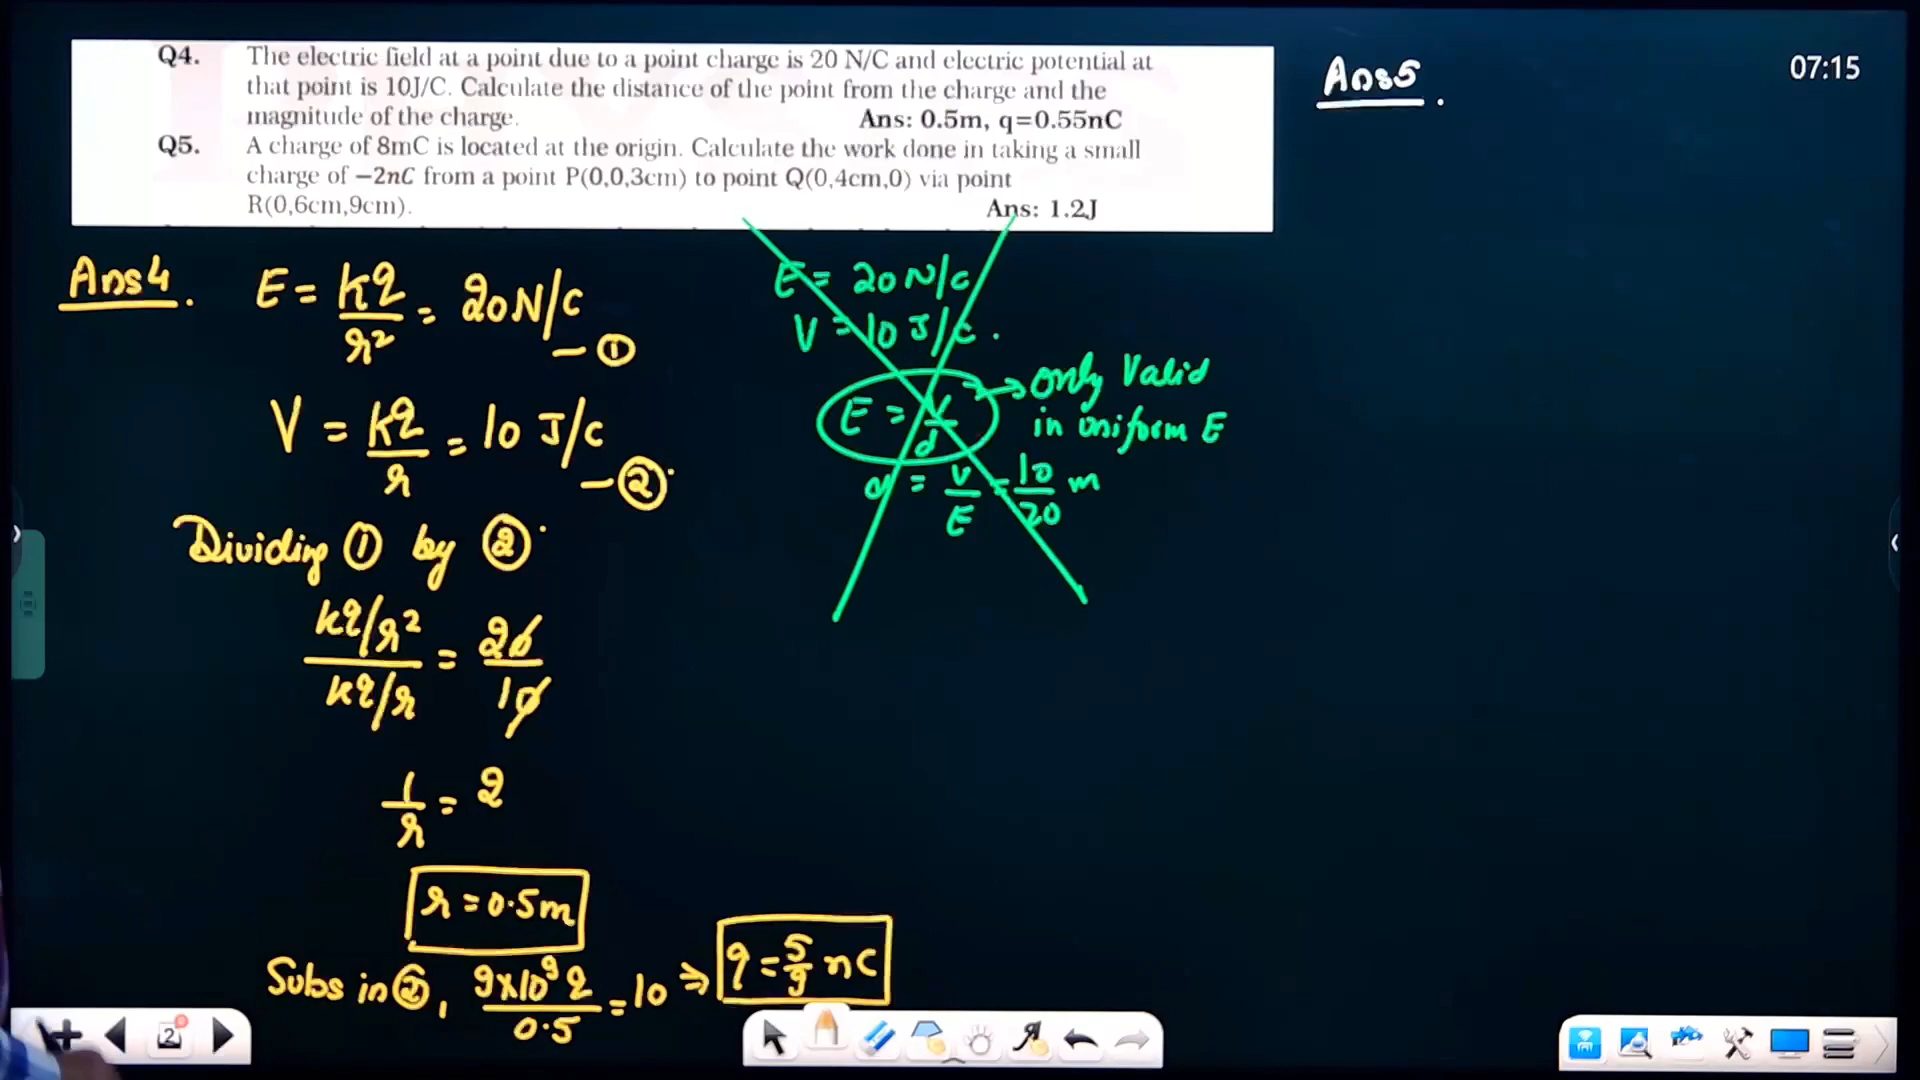 Q4. The electric field at a point due to a point charge is 20 N/C and electric potential at
that point is 10J/C. Calculate the distance of the point from the charge and the
magnitude of the charge. Ans: 0.5m, q=0.55nC
Q5. A charge of 8mC is located at the origin. Calculate the work done in taking a small
charge of −2nC from a point P(0,0,3cm) to point Q(0,4cm,0) via point
R(0,6cm,9cm). Ans: 1.2J
Ans4. E = kq/r² = 20N/C — ①
V = kq/r = 10 J/C — ②
Dividing ① by ②
(kq/r²)/(kq/r) = 20/10
1/r = 2
r = 0.5m
Subs in ②, 9×10⁹ q/0.5 = 10 ⇒ q = 5/9 nC
E = 20 N/C
V = 10 J/C.
E = V/d → only Valid
in uniform E
d = V/E = 10/20 m
Ans5.
07:15
2